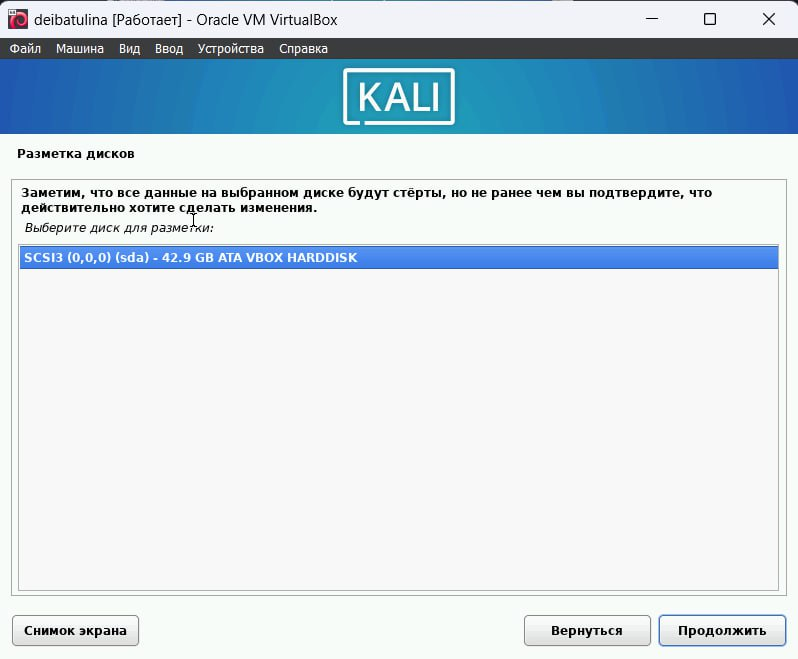 deibatulina [Работает] - Oracle VM VirtualBox
Файл Машина Вид Ввод Устройства Справка
KALI
Разметка дисков
Заметим, что все данные на выбранном диске будут стёрты, но не ранее чем вы подтвердите, что
действительно хотите сделать изменения.
Выберите диск для разметки:
SCSI3 (0,0,0) (sda) - 42.9 GB ATA VBOX HARDDISK
Снимок экрана Вернуться Продолжить